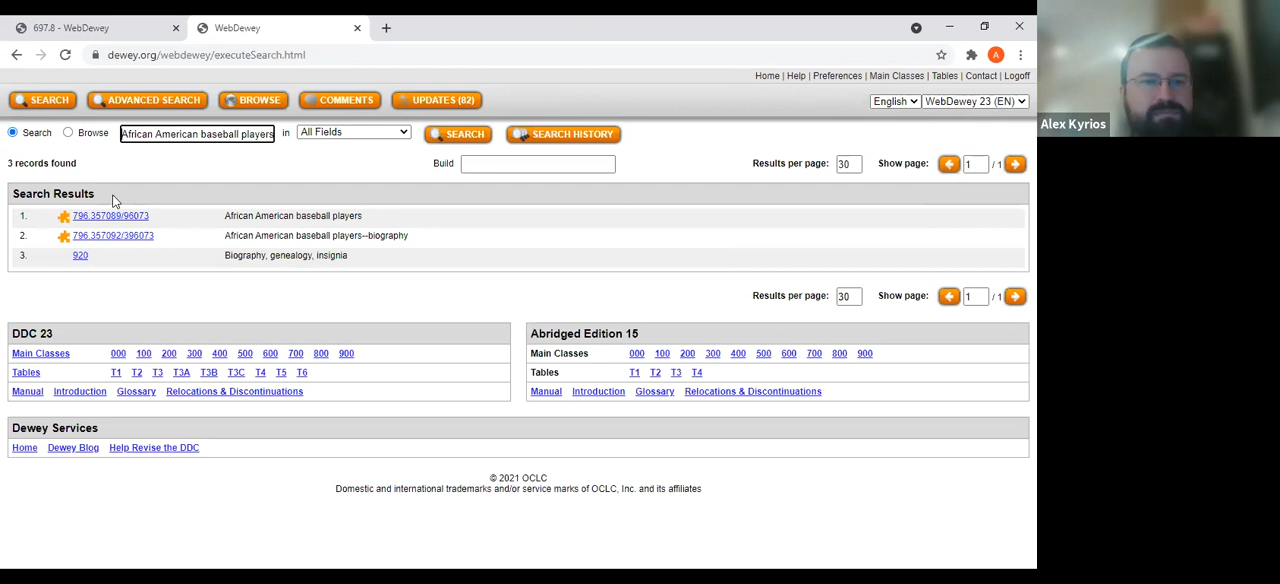 697.8 - WebDewey
WebDewey
dewey.org/webdewey/executeSearch.html
A
Home | Help | Preferences | Main Classes | Tables | Contact | Logoff
SEARCH ADVANCED SEARCH BROWSE COMMENTS UPDATES (82) English WebDewey 23 (EN)
Search Browse African American baseball players in All Fields SEARCH SEARCH HISTORY
3 records found Build Results per page: 30 Show page: 1 / 1
Search Results
1. 796.357089/96073 African American baseball players
2. 796.357092/396073 African American baseball players--biography
3. 920 Biography, genealogy, insignia
Results per page: 30 Show page: 1 / 1
DDC 23
Main Classes 000 100 200 300 400 500 600 700 800 900
Tables T1 T2 T3 T3A T3B T3C T4 T5 T6
Manual Introduction Glossary Relocations & Discontinuations
Abridged Edition 15
Main Classes 000 100 200 300 400 500 600 700 800 900
Tables T1 T2 T3 T4
Manual Introduction Glossary Relocations & Discontinuations
Dewey Services
Home Dewey Blog Help Revise the DDC
© 2021 OCLC
Domestic and international trademarks and/or service marks of OCLC, Inc. and its affiliates
Alex Kyrios